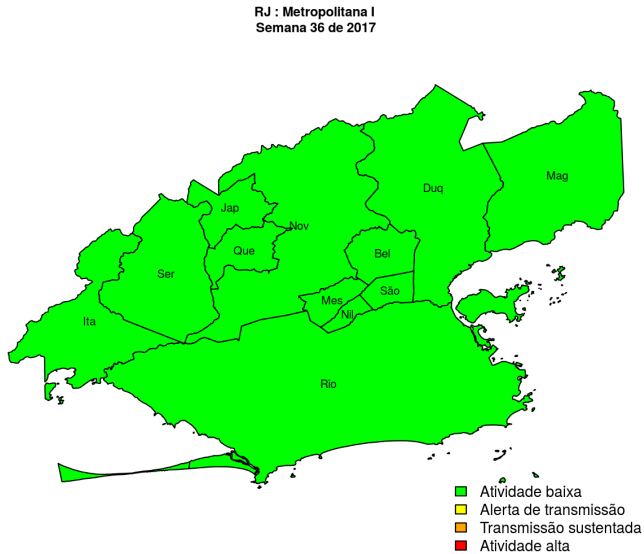 RJ : Metropolitana I
Semana 36 de 2017
Mag
Duq
Jap
Nov
Que
Bel
Ser
São
Mes
Nil
Ita
Rio
Atividade baixa
Alerta de transmissão
Transmissão sustentada
Atividade alta